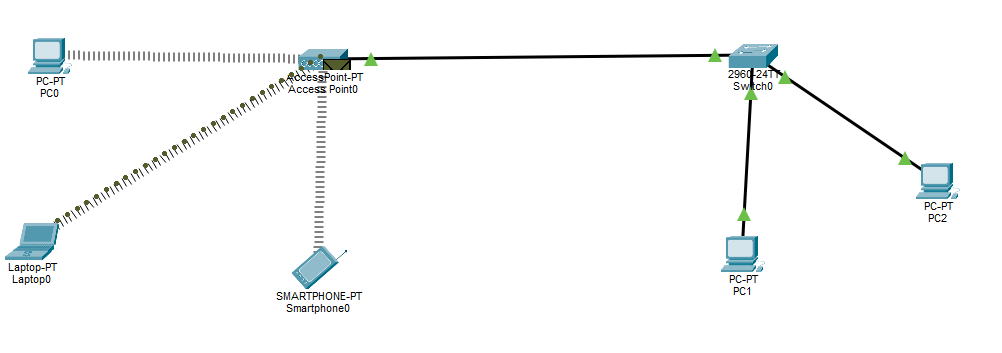 PC-PT
PC0
AccessPoint-PT
Access Point0
2960-24TT
Switch0
PC-PT
PC2
Laptop-PT
Laptop0
SMARTPHONE-PT
Smartphone0
PC-PT
PC1